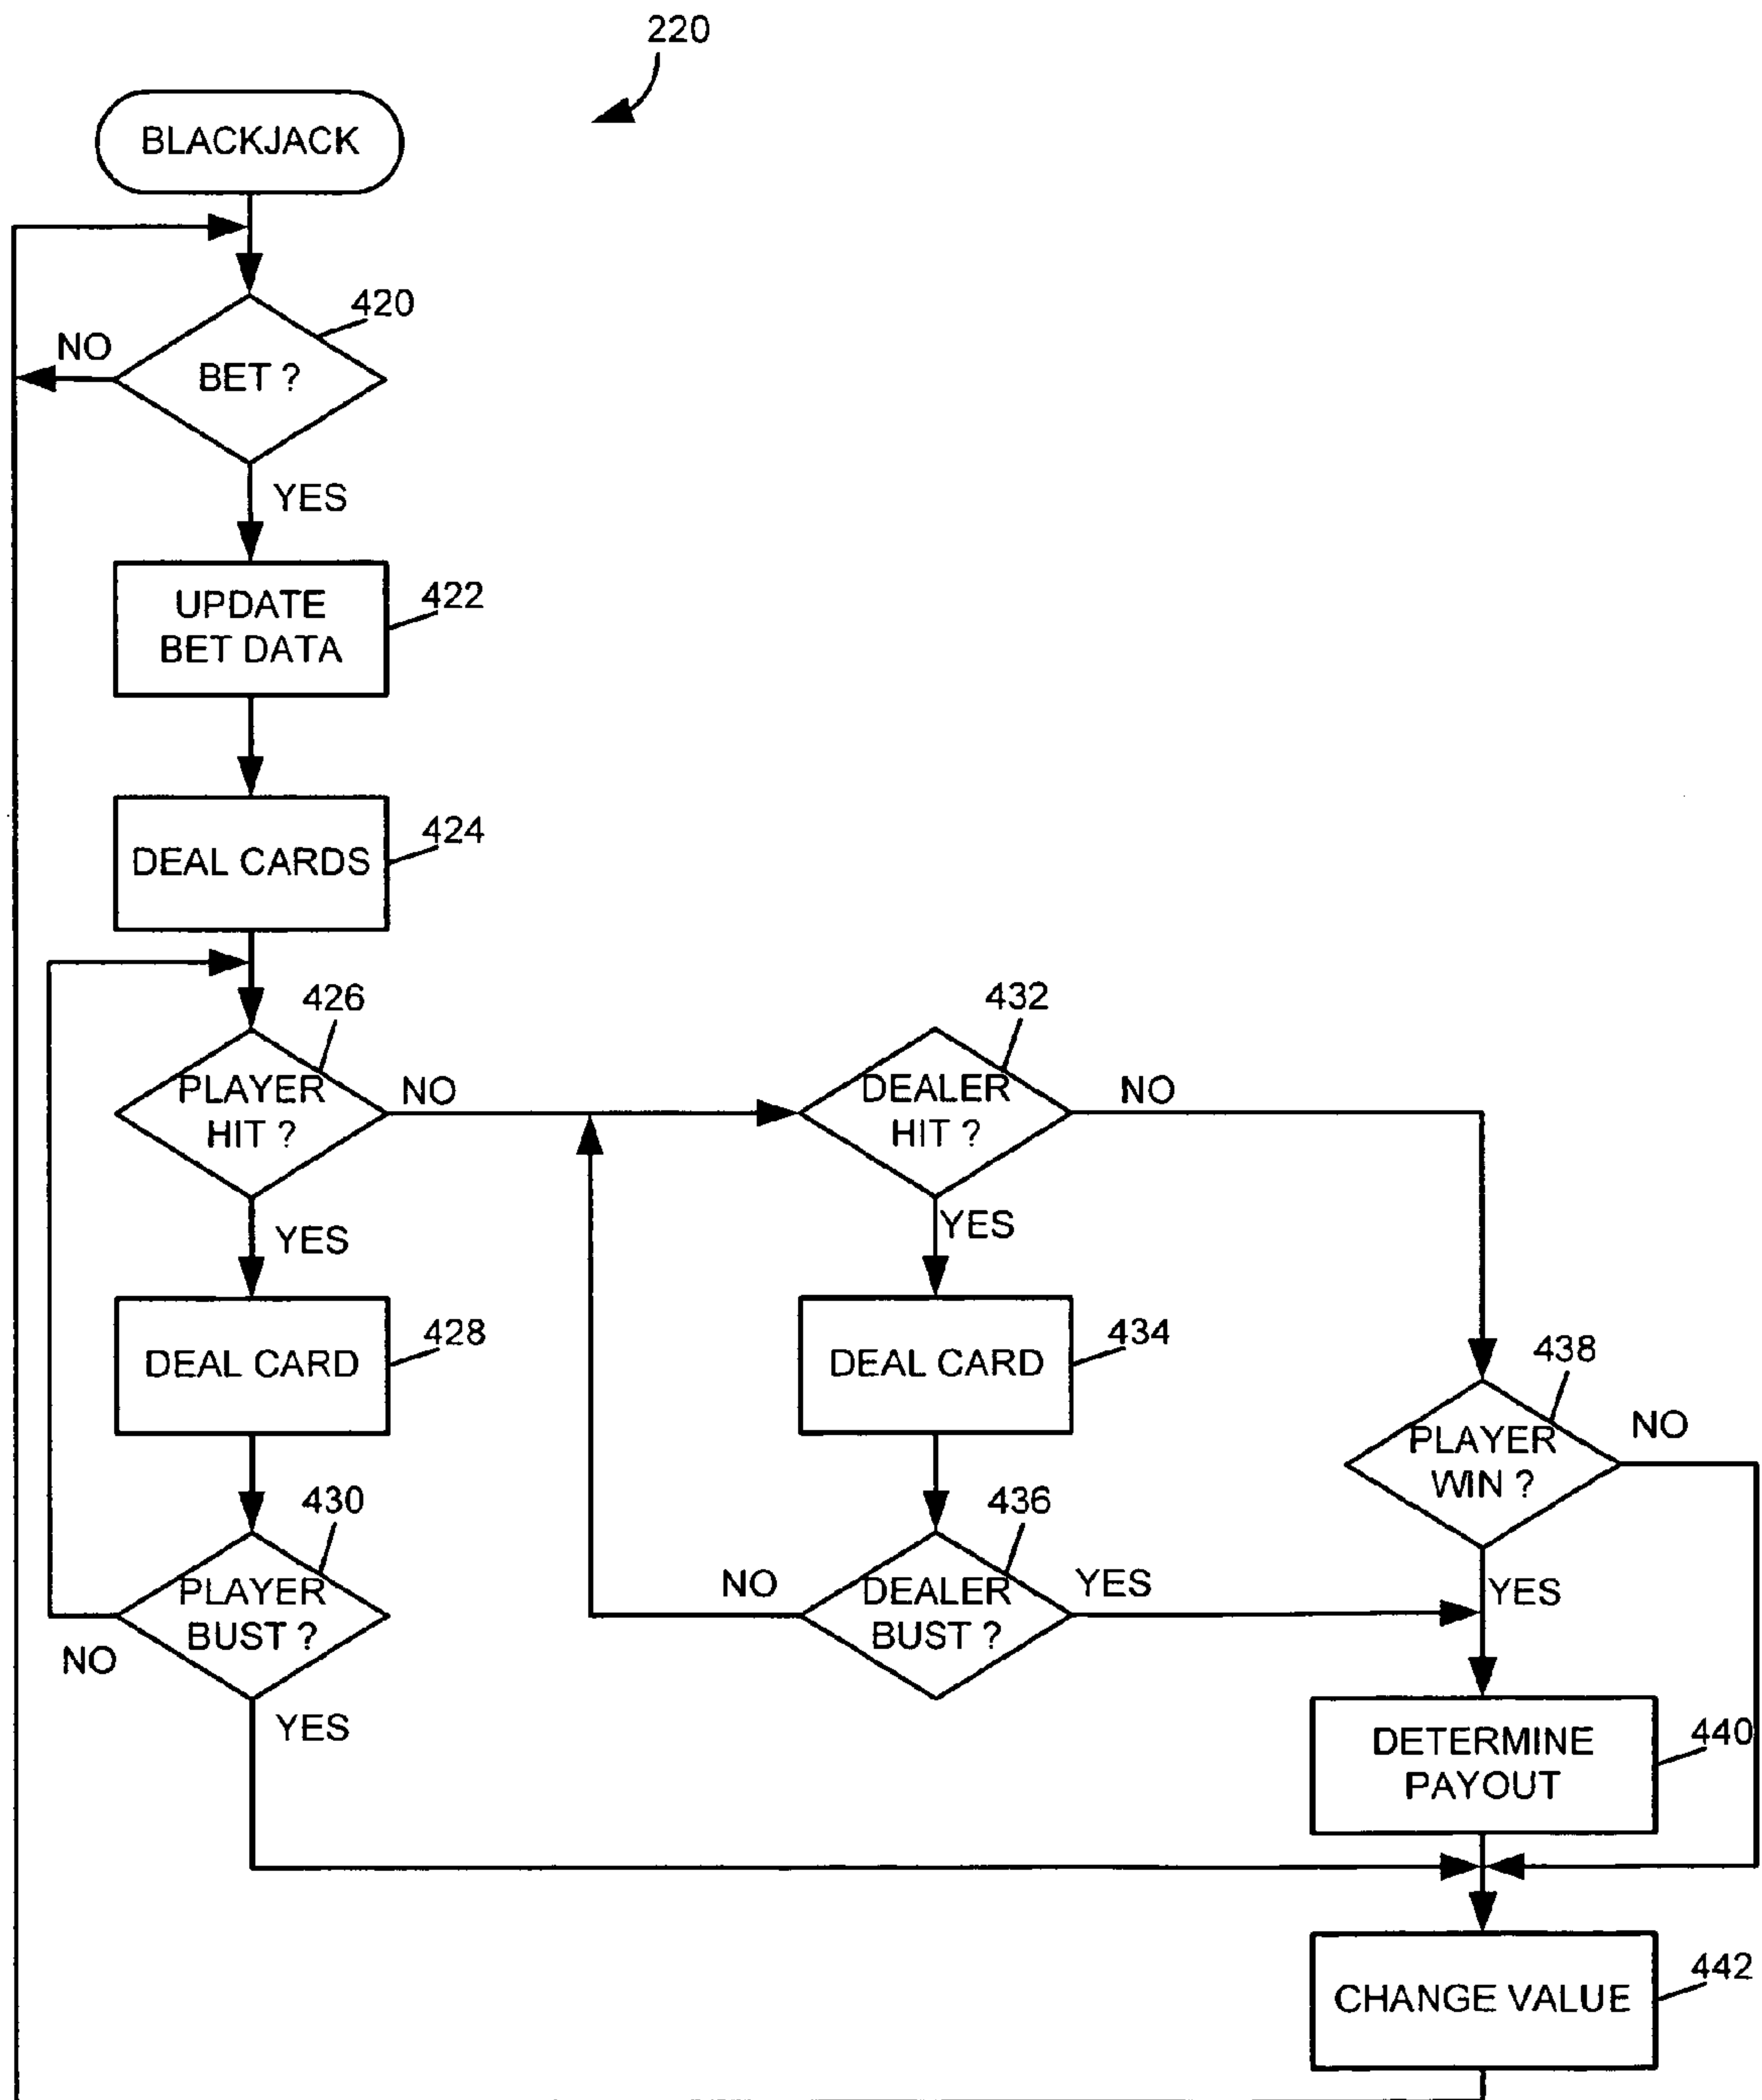 220
BLACKJACK
420
NO
BET ?
YES
UPDATE
BET DATA
422
DEAL CARDS
424
426
PLAYER
HIT ?
NO
YES
432
DEALER
HIT ?
NO
YES
DEAL CARD
428
DEAL CARD
434
438
PLAYER
WIN ?
NO
YES
430
PLAYER
BUST ?
NO
YES
436
DEALER
BUST ?
NO
YES
DETERMINE
PAYOUT
440
CHANGE VALUE
442